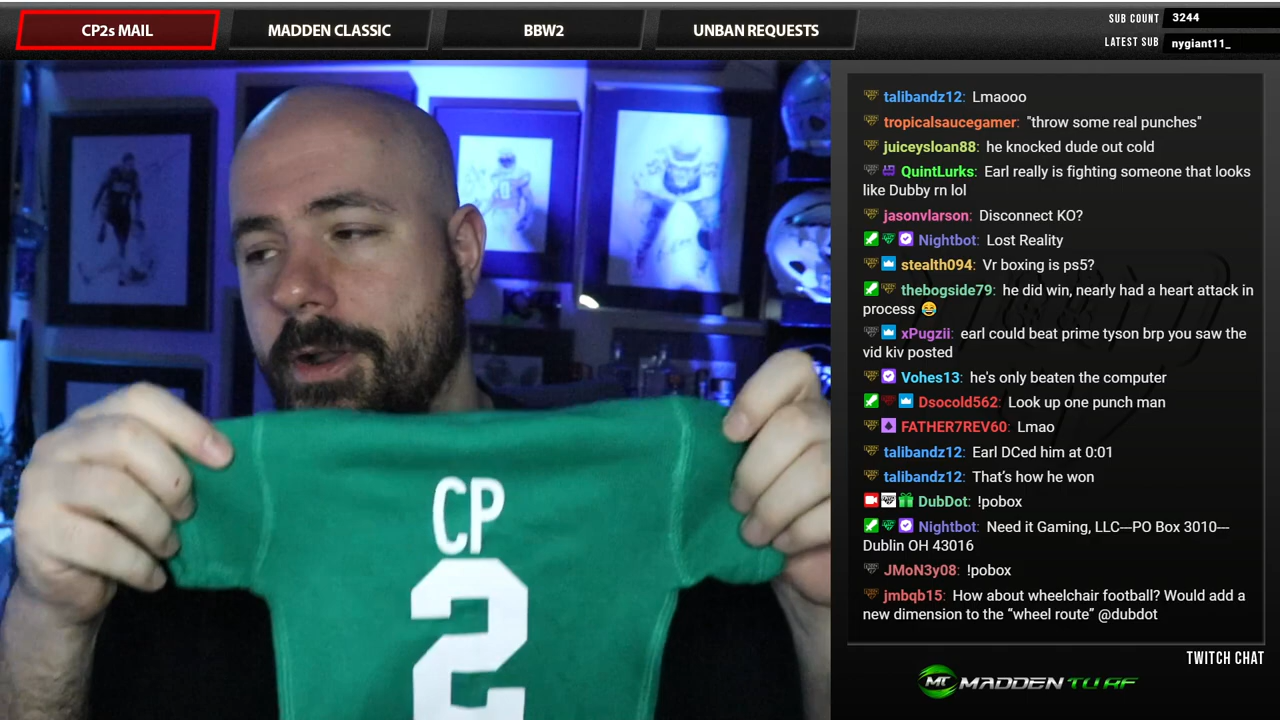 CP2s MAIL
MADDEN CLASSIC
BBW2
UNBAN REQUESTS
SUB COUNT 3244
LATEST SUB nygiant11_
talibandz12: Lmaooo
tropicalsaucegamer: "throw some real punches"
juiceysloan88: he knocked dude out cold
QuintLurks: Earl really is fighting someone that looks
like Dubby rn lol
jasonvlarson: Disconnect KO?
Nightbot: Lost Reality
stealth094: Vr boxing is ps5?
thebogside79: he did win, nearly had a heart attack in
process 😂
xPugzii: earl could beat prime tyson brp you saw the
vid kiv posted
Vohes13: he's only beaten the computer
Dsocold562: Look up one punch man
FATHER7REV60: Lmao
talibandz12: Earl DCed him at 0:01
talibandz12: That's how he won
DubDot: !pobox
Nightbot: Need it Gaming, LLC---PO Box 3010---
Dublin OH 43016
JMoN3y08: !pobox
jmbqb15: How about wheelchair football? Would add a
new dimension to the “wheel route” @dubdot
TWITCH CHAT
MT MADDEN TURF
CP
2